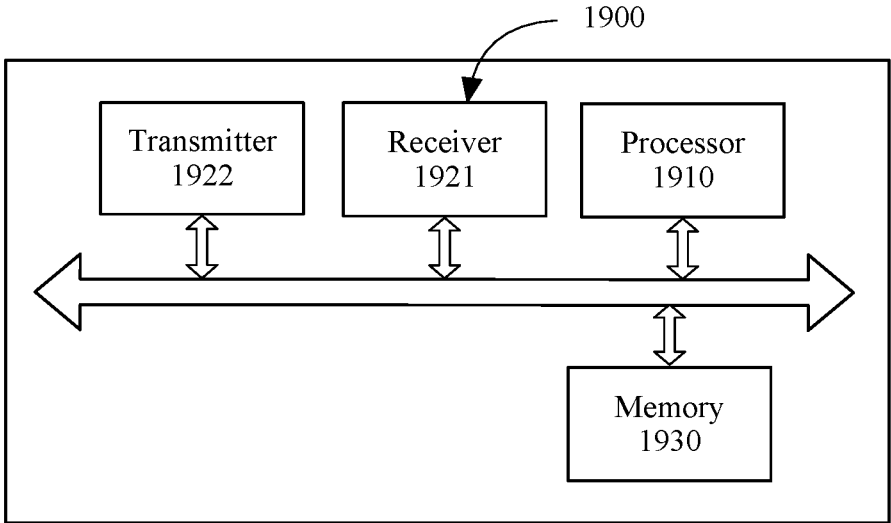 1900
Transmitter
1922
Receiver
1921
Processor
1910
Memory
1930